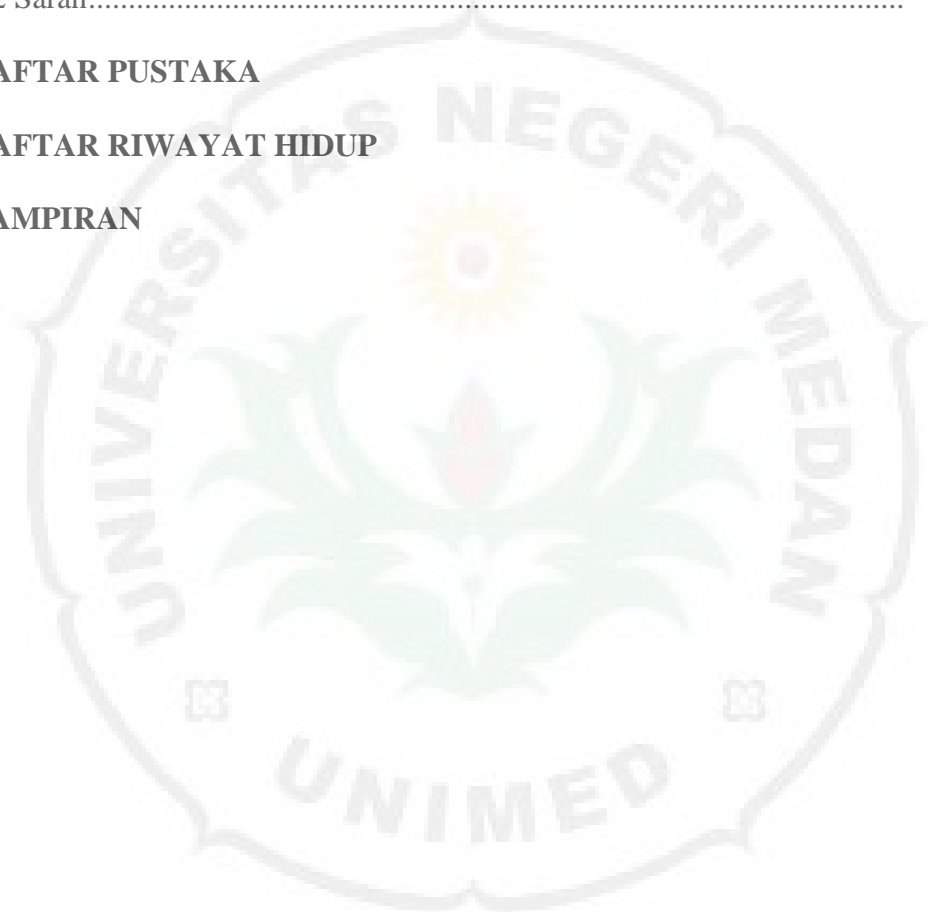 Saran................................................................................................
AFTAR PUSTAKA
AFTAR RIWAYAT HIDUP
AMPIRAN
UNIVERSITAS NEGERI MEDAN
UNIMED